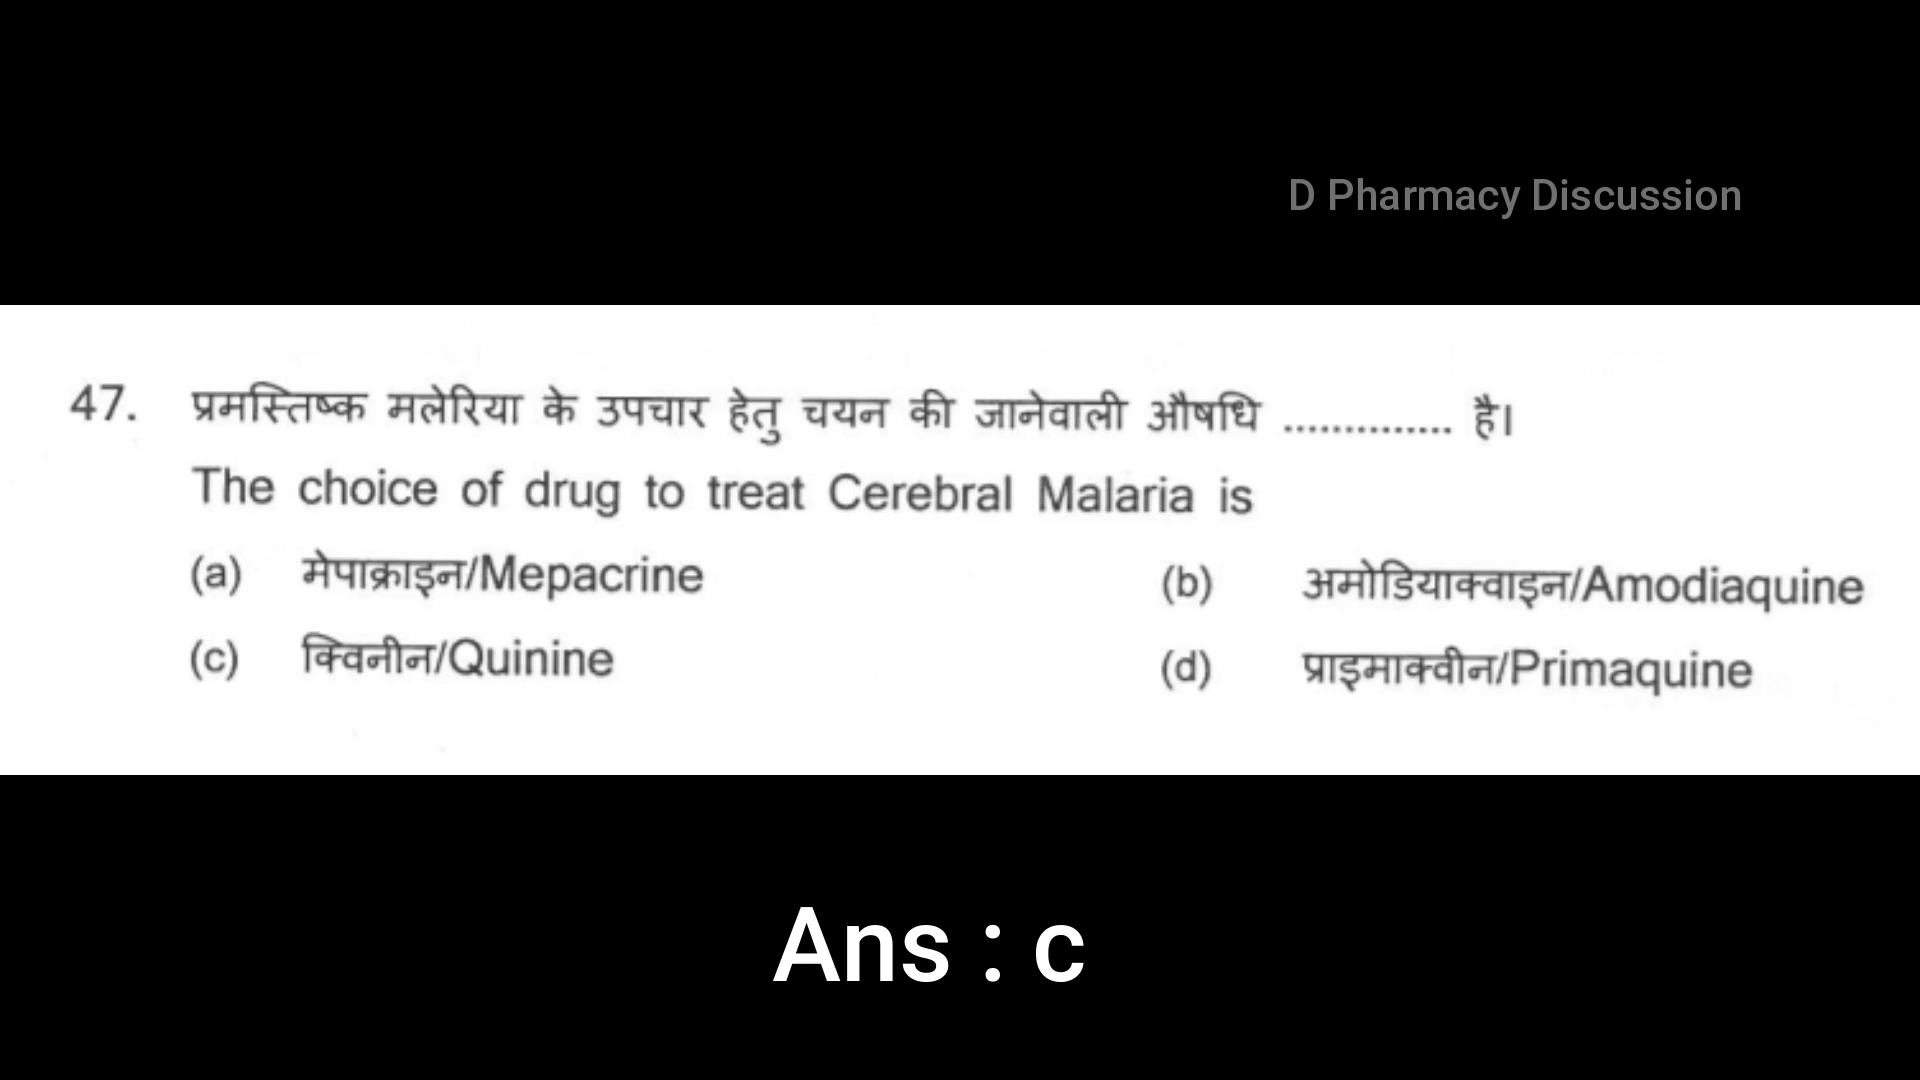 D Pharmacy Discussion
47. प्रमस्तिष्क मलेरिया के उपचार हेतु चयन की जानेवाली औषधि .............. है।
The choice of drug to treat Cerebral Malaria is
(a) मेपाक्राइन/Mepacrine (b) अमोडियाक्वाइन/Amodiaquine
(c) क्विनीन/Quinine (d) प्राइमाक्वीन/Primaquine
Ans : c